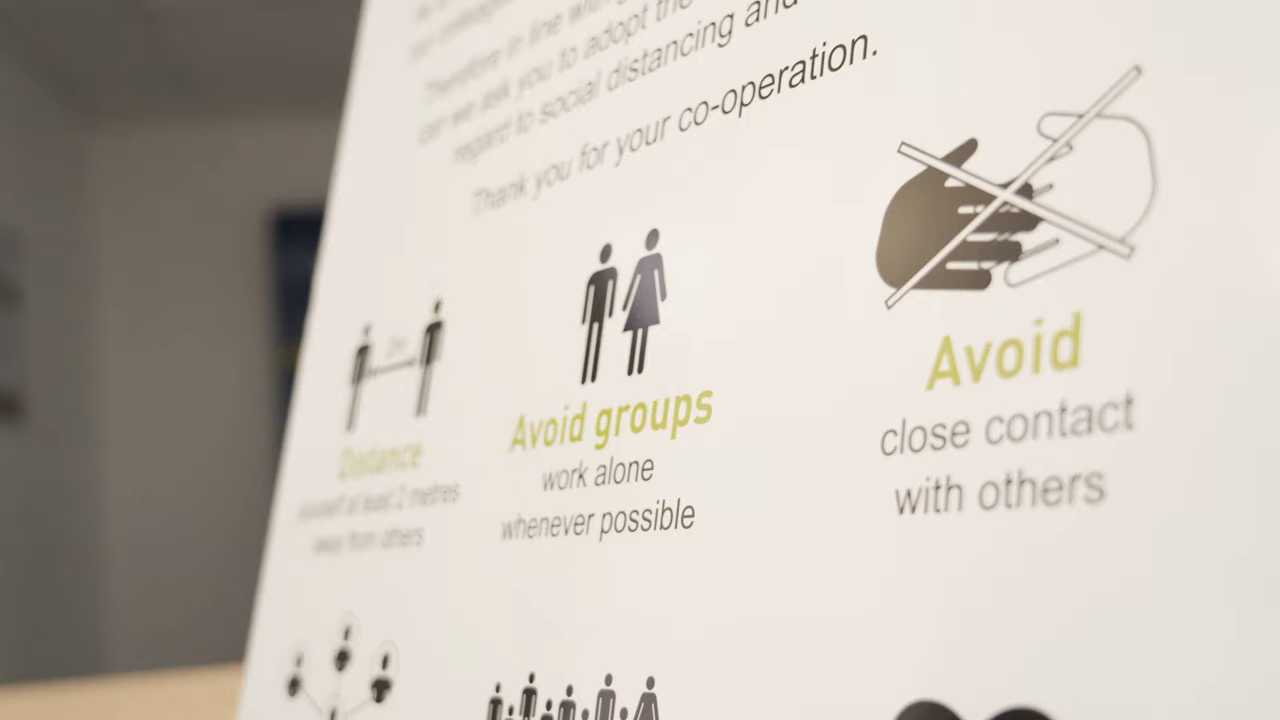 Therefore in line with
can we ask you to adopt the
regard to social distancing and
Thank you for your co-operation.
2m
Distance
yourself at least 2 metres
away from others
Avoid groups
work alone
whenever possible
Avoid
close contact
with others